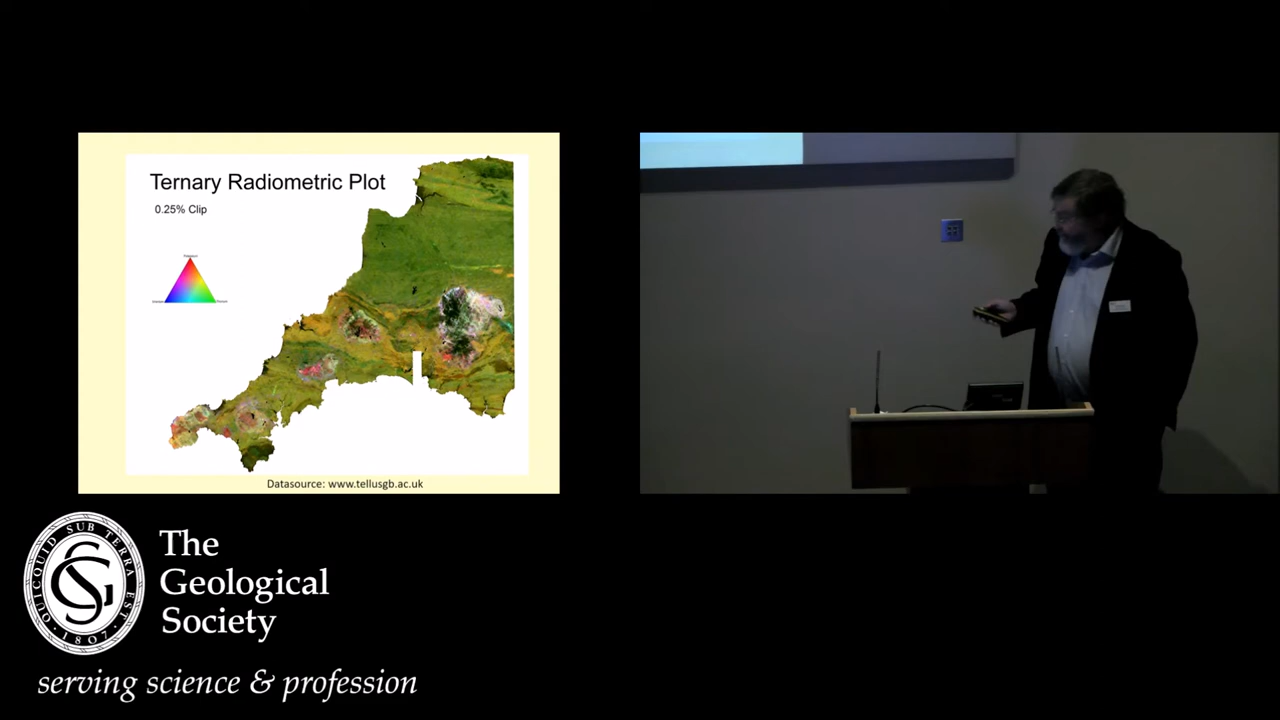 Ternary Radiometric Plot
0.25% Clip
Datasource: www.tellusgb.ac.uk
The
Geological
Society
QUICQUID SUB TERRA EST
1807
serving science & profession